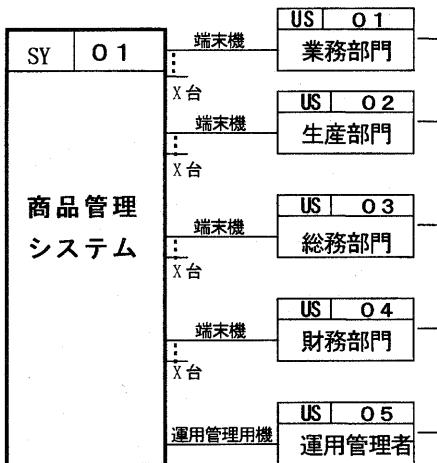 SY 01
商品管理
システム
端末機
X台
US 01
業務部門
端末機
X台
US 02
生産部門
端末機
X台
US 03
総務部門
端末機
X台
US 04
財務部門
運用管理用機
US 05
運用管理者